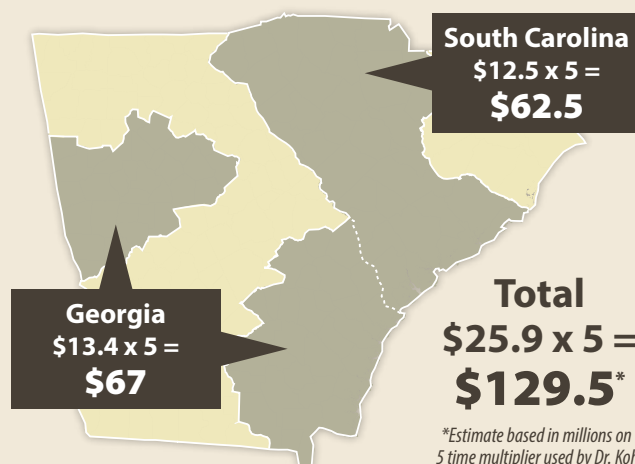 South Carolina
$12.5 x 5 =
$62.5
Georgia
$13.4 x 5 =
$67
Total
$25.9 x 5 =
$129.5*
*Estimate based in millions on
5 time multiplier used by Dr.